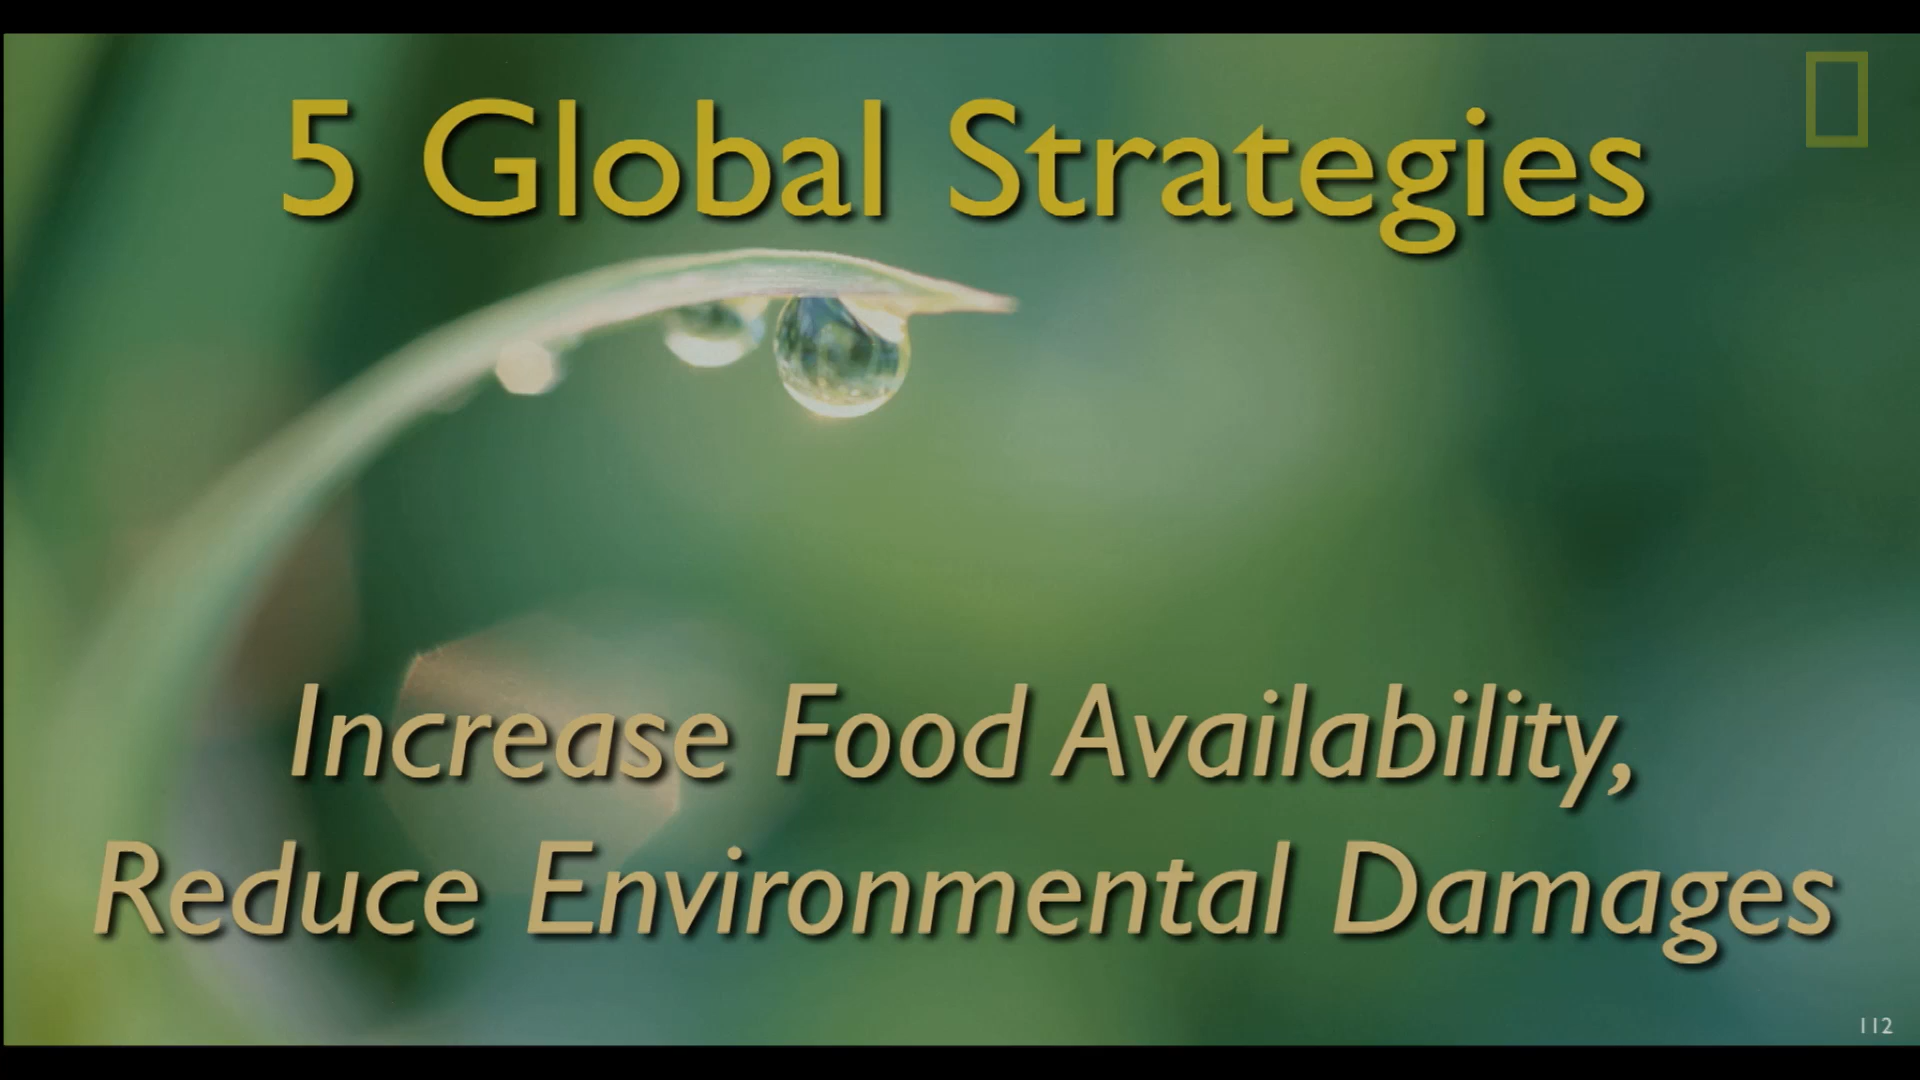 5 Global Strategies
Increase Food Availability,
Reduce Environmental Damages
112